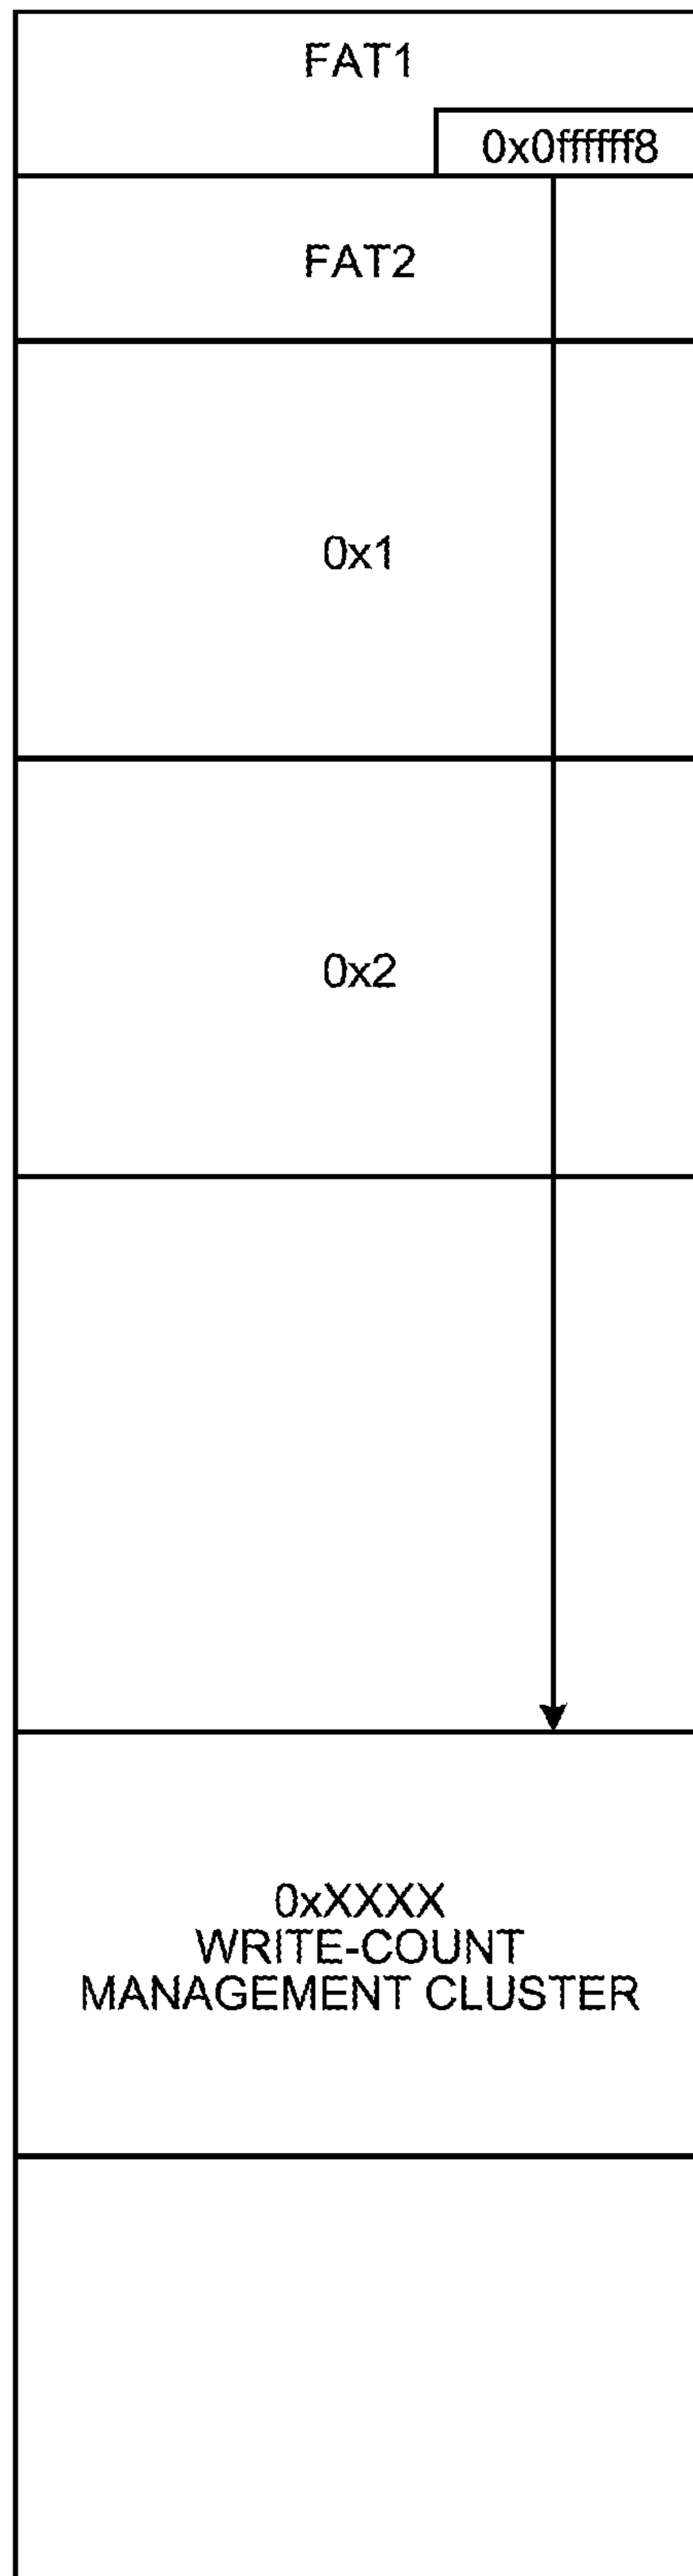 FAT1
0x0ffffff8
FAT2
0x1
0x2
0xXXXX
WRITE-COUNT
MANAGEMENT CLUSTER